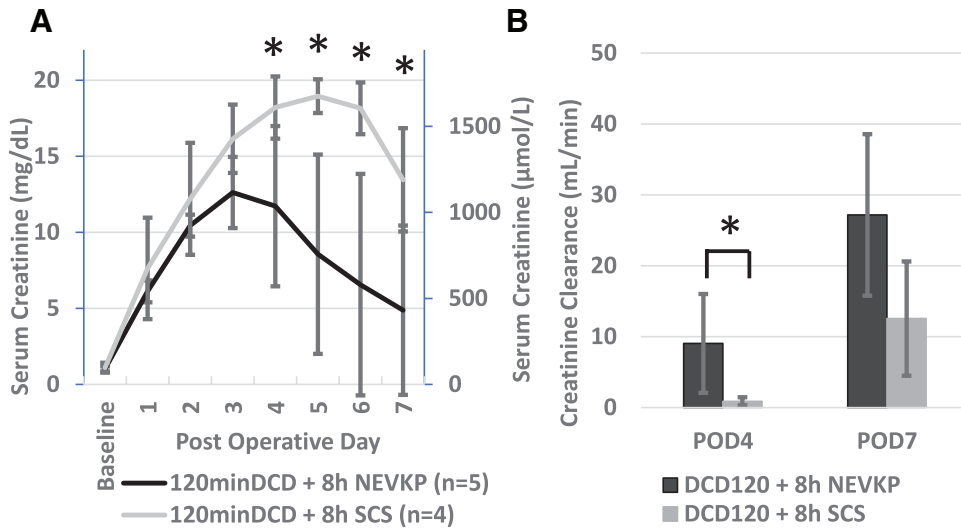 A
B
* * * *
Serum Creatinine (mg/dL)
20
15
10
5
0
1500
1000
500
0
Serum Creatinine (µmol/L)
Baseline 1 2 3 4 5 6 7
Post Operative Day
120minDCD + 8h NEVKP (n=5)
120minDCD + 8h SCS (n=4)
Creatinine Clearance (mL/min)
50
40
30
20
10
0
*
POD4 POD7
DCD120 + 8h NEVKP
DCD120 + 8h SCS